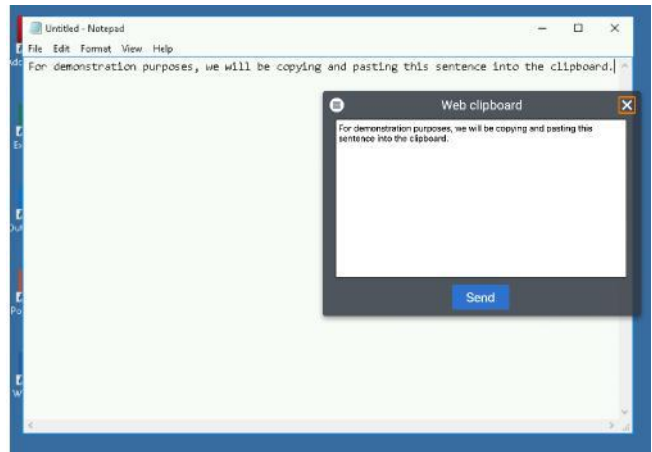 Untitled - Notepad
File Edit Format View Help
For demonstration purposes, we will be copying and pasting this sentence into the clipboard.
Web clipboard
For demonstration purposes, we will be copying and pasting this
sentence into the clipboard.
Send